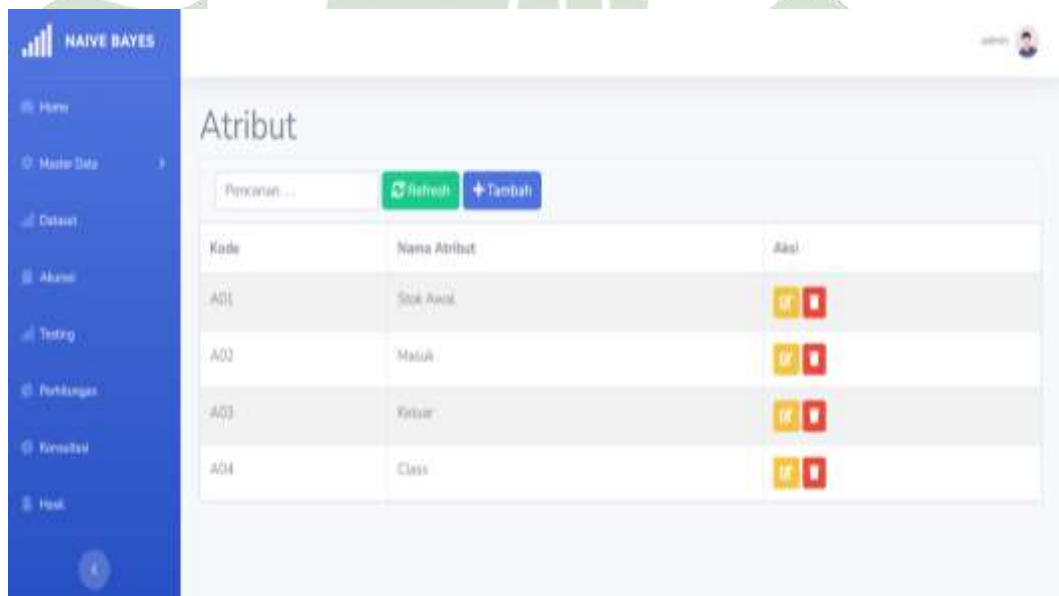 NAIVE BAYES
admin
Home
Master Data
Dataset
Akurasi
Testing
Perhitungan
Konsultasi
Hasil
Atribut
Pencarian ...
Refresh
Tambah
Kode Nama Atribut Aksi
A01 Stok Awal
A02 Masuk
A03 Keluar
A04 Class